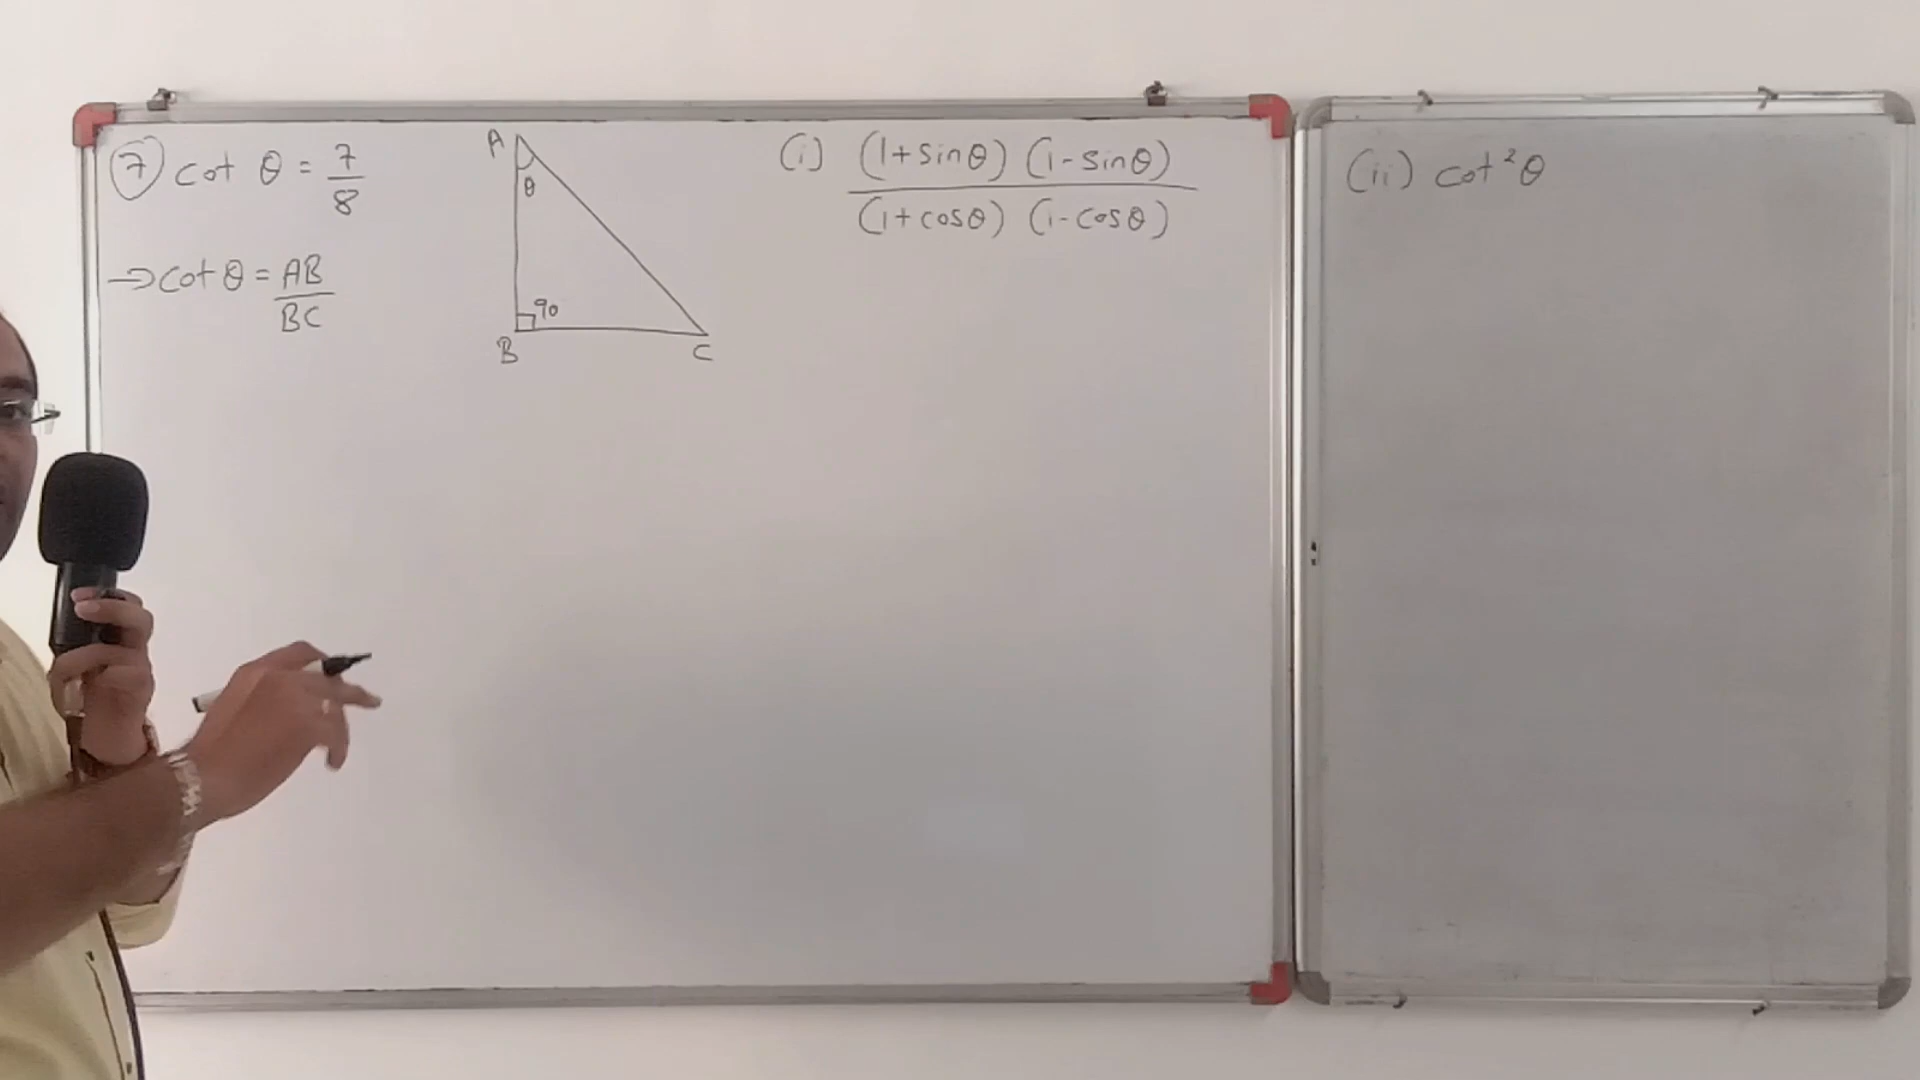 (7) cot θ = 7/8
→ cot θ = AB/BC
A
θ
90
B C
(i) (1+sinθ) (1-sinθ)
(1+cosθ) (1-cosθ)
(ii) cot²θ